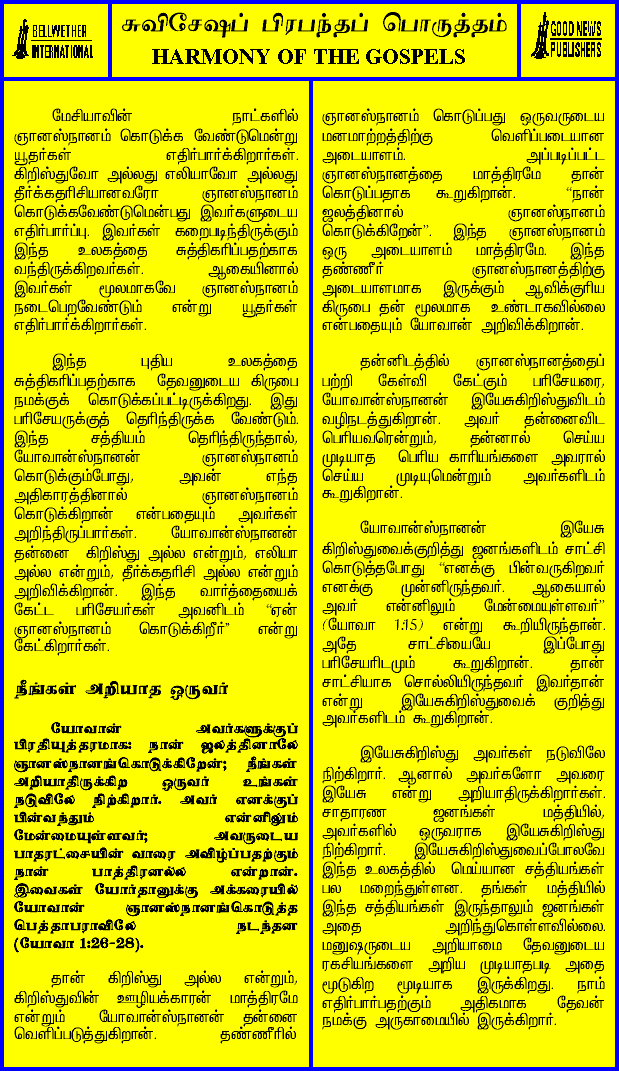 BELLWETHER
INTERNATIONAL
சுவிசேஷப் பிரபந்தப் பொருத்தம்
HARMONY OF THE GOSPELS
GOOD NEWS
PUBLISHERS
மேசியாவின் நாட்களில்
ஞானஸ்நானம் கொடுக்க வேண்டுமென்று
யூதர்கள் எதிர்பார்க்கிறார்கள்.
கிறிஸ்துவோ அல்லது எலியாவோ அல்லது
தீர்க்கதரிசியானவரோ ஞானஸ்நானம்
கொடுக்கவேண்டுமென்பது இவர்களுடைய
எதிர்பார்ப்பு. இவர்கள் கறைபடிந்திருக்கும்
இந்த உலகத்தை சுத்திகரிப்பதற்காக
வந்திருக்கிறவர்கள். ஆகையினால்
இவர்கள் மூலமாகவே ஞானஸ்நானம்
நடைபெறவேண்டும் என்று யூதர்கள்
எதிர்பார்க்கிறார்கள்.
இந்த புதிய உலகத்தை
சுத்திகரிப்பதற்காக தேவனுடைய கிருபை
நமக்குக் கொடுக்கப்பட்டிருக்கிறது. இது
பரிசேயருக்குத் தெரிந்திருக்க வேண்டும்.
இந்த சத்தியம் தெரிந்திருந்தால்,
யோவான்ஸ்நானன் ஞானஸ்நானம்
கொடுக்கும்போது, அவன் எந்த
அதிகாரத்தினால் ஞானஸ்நானம்
கொடுக்கிறான் என்பதையும் அவர்கள்
அறிந்திருப்பார்கள். யோவான்ஸ்நானன்
தன்னை கிறிஸ்து அல்ல என்றும், எலியா
அல்ல என்றும், தீர்க்கதரிசி அல்ல என்றும்
அறிவிக்கிறான். இந்த வார்த்தையைக்
கேட்ட பரிசேயர்கள் அவனிடம் “ஏன்
ஞானஸ்நானம் கொடுக்கிறீர்” என்று
கேட்கிறார்கள்.
நீங்கள் அறியாத ஒருவர்
யோவான் அவர்களுக்குப்
பிரதியுத்தரமாக: நான் ஜலத்தினாலே
ஞானஸ்நானங்கொடுக்கிறேன்; நீங்கள்
அறியாதிருக்கிற ஒருவர் உங்கள்
நடுவிலே நிற்கிறார். அவர் எனக்குப்
பின்வந்தும் என்னிலும்
மேன்மையுள்ளவர்; அவருடைய
பாதரட்சையின் வாரை அவிழ்ப்பதற்கும்
நான் பாத்திரனல்ல என்றான்.
இவைகள் யோர்தானுக்கு அக்கரையில்
யோவான் ஞானஸ்நானங்கொடுத்த
பெத்தாபராவிலே நடந்தன
(யோவா 1:26-28).
தான் கிறிஸ்து அல்ல என்றும்,
கிறிஸ்துவின் ஊழியக்காரன் மாத்திரமே
என்றும் யோவான்ஸ்நானன் தன்னை
வெளிப்படுத்துகிறான். தண்ணீரில்
ஞானஸ்நானம் கொடுப்பது ஒருவருடைய
மனமாற்றத்திற்கு வெளிப்படையான
அடையாளம். அப்படிப்பட்ட
ஞானஸ்நானத்தை மாத்திரமே தான்
கொடுப்பதாக கூறுகிறான். “நான்
ஜலத்தினால் ஞானஸ்நானம்
கொடுக்கிறேன்”. இந்த ஞானஸ்நானம்
ஒரு அடையாளம் மாத்திரமே. இந்த
தண்ணீர் ஞானஸ்நானத்திற்கு
அடையாளமாக இருக்கும் ஆவிக்குரிய
கிருபை தன் மூலமாக உண்டாகவில்லை
என்பதையும் யோவான் அறிவிக்கிறான்.
தன்னிடத்தில் ஞானஸ்நானத்தைப்
பற்றி கேள்வி கேட்கும் பரிசேயரை,
யோவான்ஸ்நானன் இயேசுகிறிஸ்துவிடம்
வழிநடத்துகிறான். அவர் தன்னைவிட
பெரியவரென்றும், தன்னால் செய்ய
முடியாத பெரிய காரியங்களை அவரால்
செய்ய முடியுமென்றும் அவர்களிடம்
கூறுகிறான்.
யோவான்ஸ்நானன் இயேசு
கிறிஸ்துவைக்குறித்து ஜனங்களிடம் சாட்சி
கொடுத்தபோது “எனக்கு பின்வருகிறவர்
எனக்கு முன்னிருந்தவர். ஆகையால்
அவர் என்னிலும் மேன்மையுள்ளவர்”
(யோவா 1:15) என்று கூறியிருந்தான்.
அதே சாட்சியையே இப்போது
பரிசேயரிடமும் கூறுகிறான். தான்
சாட்சியாக சொல்லியிருந்தவர் இவர்தான்
என்று இயேசுகிறிஸ்துவைக் குறித்து
அவர்களிடம் கூறுகிறான்.
இயேசுகிறிஸ்து அவர்கள் நடுவிலே
நிற்கிறார். ஆனால் அவர்களோ அவரை
இயேசு என்று அறியாதிருக்கிறார்கள்.
சாதாரண ஜனங்கள் மத்தியில்,
அவர்களில் ஒருவராக இயேசுகிறிஸ்து
நிற்கிறார். இயேசுகிறிஸ்துவைப்போலவே
இந்த உலகத்தில் மெய்யான சத்தியங்கள்
பல மறைந்துள்ளன. தங்கள் மத்தியில்
இந்த சத்தியங்கள் இருந்தாலும் ஜனங்கள்
அதை அறிந்துகொள்ளவில்லை.
மனுஷருடைய அறியாமை தேவனுடைய
ரகசியங்களை அறிய முடியாதபடி அதை
மூடுகிற மூடியாக இருக்கிறது. நாம்
எதிர்பார்பதற்கும் அதிகமாக தேவன்
நமக்கு அருகாமையில் இருக்கிறார்.